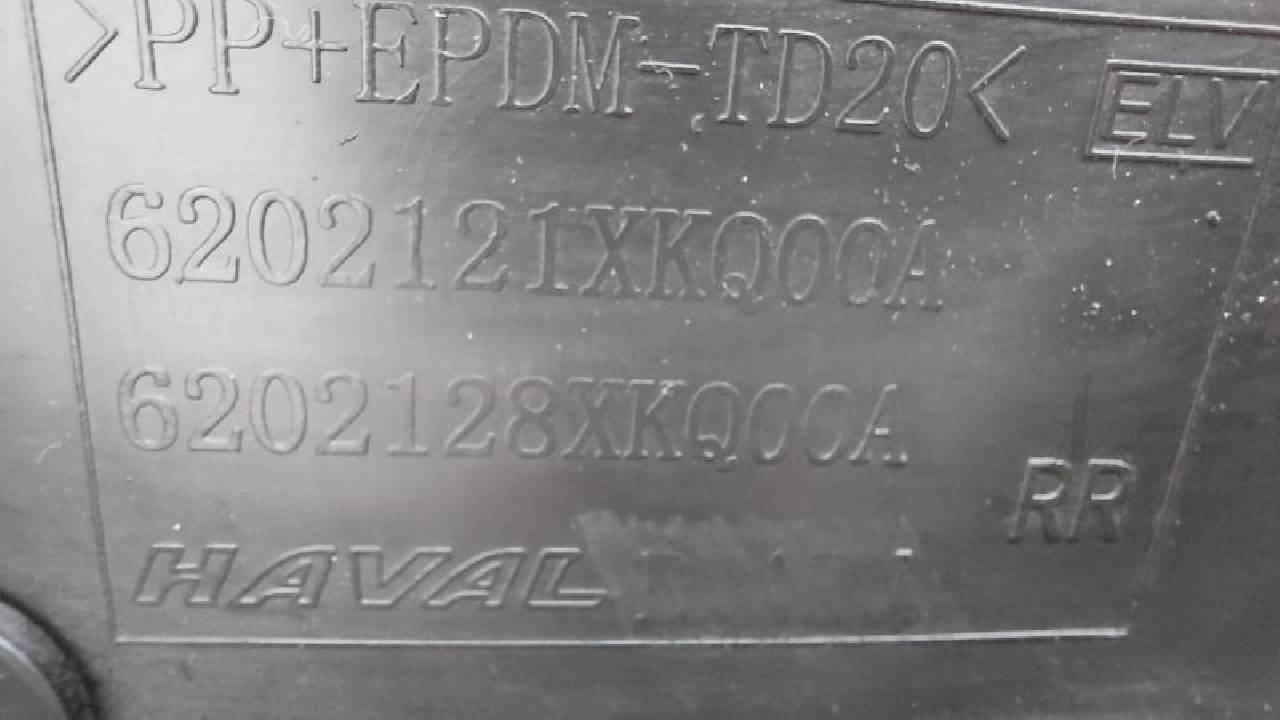 >PP+EPDM-TD20< ELV
6202121XKQ00A
6202128XKQ00A
RR
HAVAL